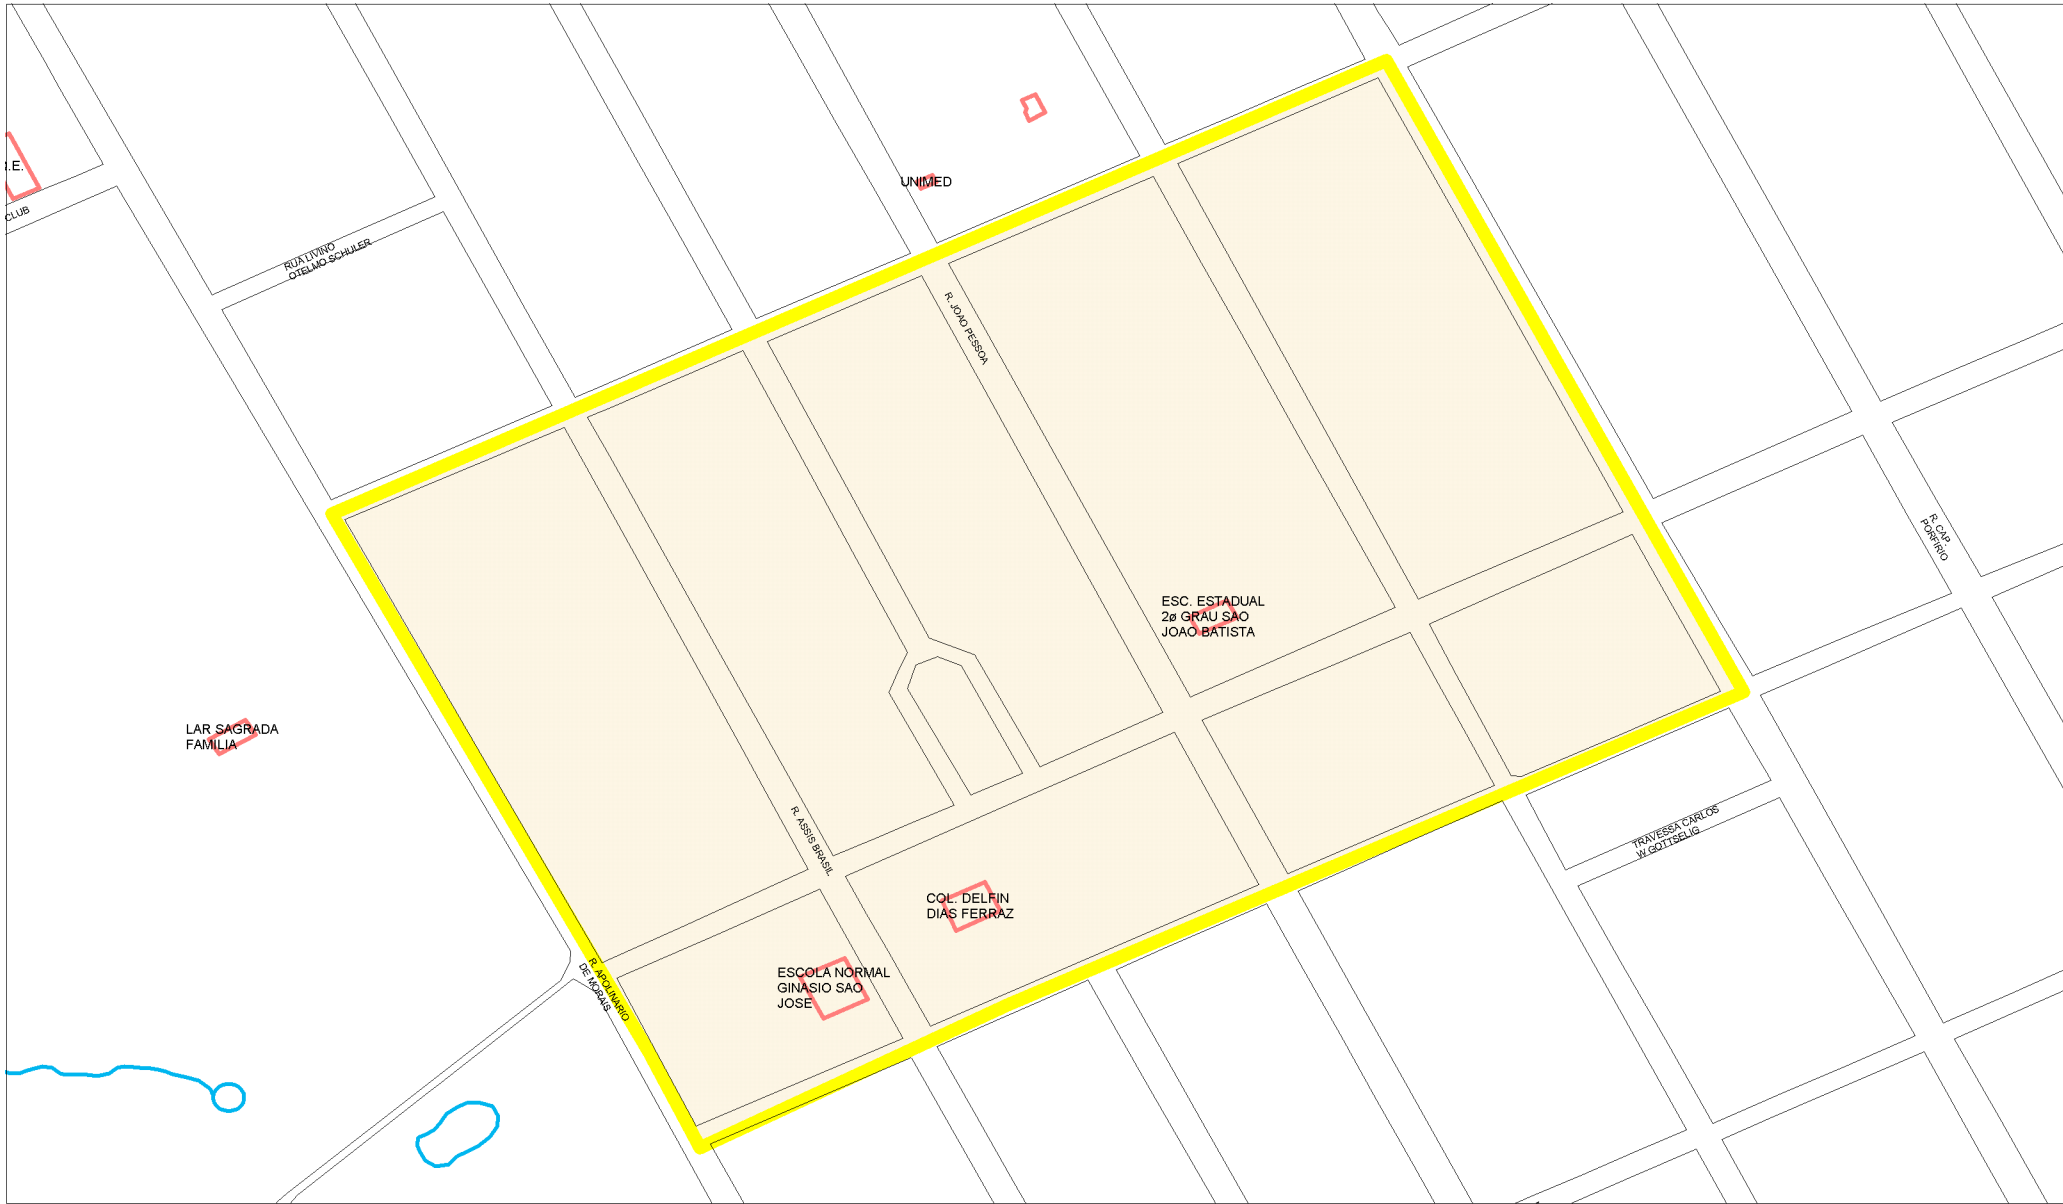 .E.
CLUB
UNIMED
RUA LIVINO
OTELMO SCHULER
R. JOAO PESSOA
R. CAP.
PORFIRIO
ESC. ESTADUAL
2ø GRAU SAO
JOAO BATISTA
LAR SAGRADA
FAMILIA
R. ASSIS BRASIL
TRAVESSA CARLOS
W GOTTSELIG
COL. DELFIN
DIAS FERRAZ
ESCOLA NORMAL
GINASIO SAO
JOSE
R. APOLINARIO
DE MORAIS